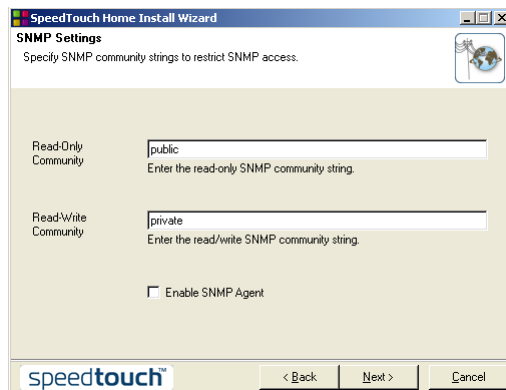 SpeedTouch Home Install Wizard
SNMP Settings
Specify SNMP community strings to restrict SNMP access.
Read-Only
Community
public
Enter the read-only SNMP community string.
Read-Write
Community
private
Enter the read/write SNMP community string.
Enable SNMP Agent
speedtouch™
< Back
Next >
Cancel